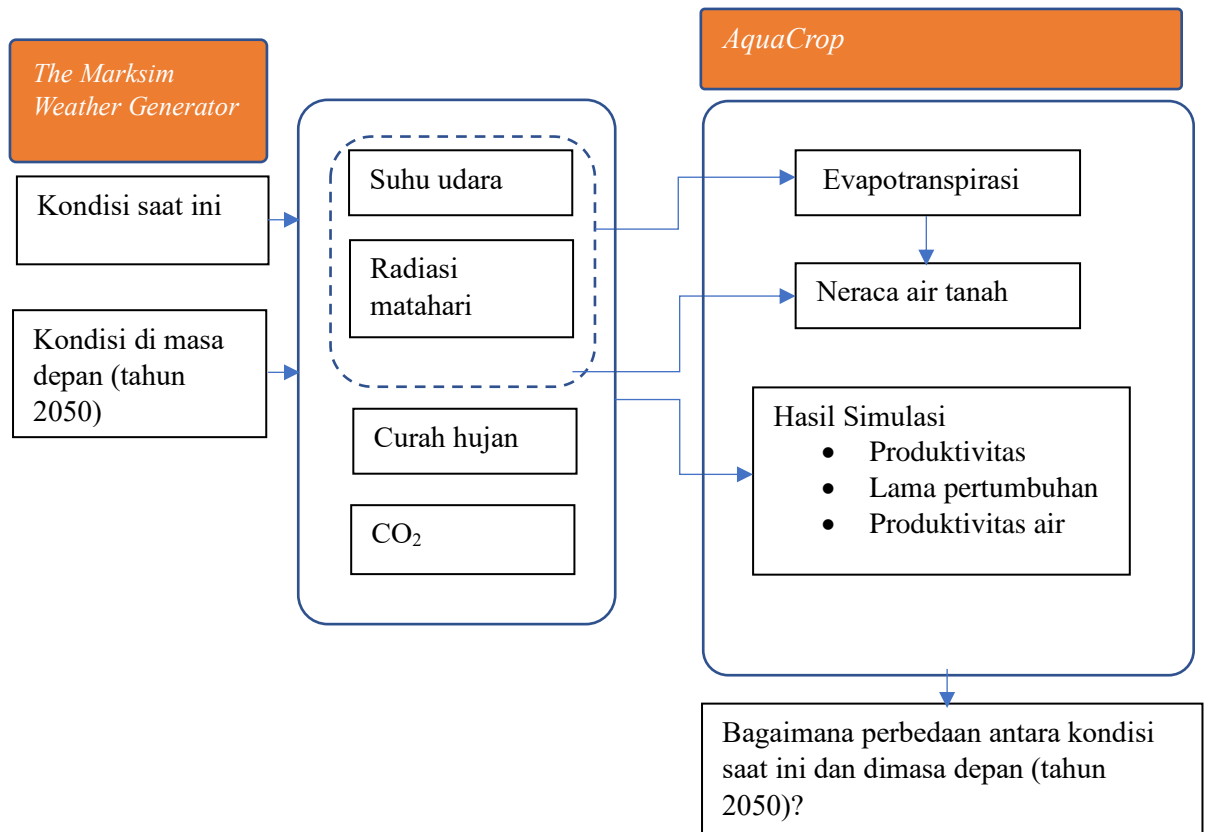 The Marksim
Weather Generator
Kondisi saat ini
Kondisi di masa
depan (tahun
2050)
Suhu udara
Radiasi
matahari
Curah hujan
CO₂
AquaCrop
Evapotranspirasi
Neraca air tanah
Hasil Simulasi
• Produktivitas
• Lama pertumbuhan
• Produktivitas air
Bagaimana perbedaan antara kondisi
saat ini dan dimasa depan (tahun
2050)?